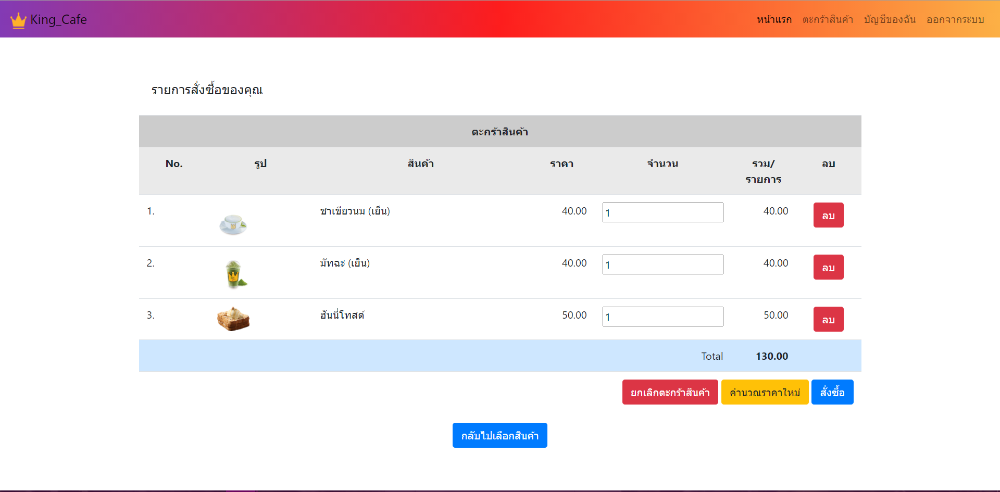 King_Cafe
หน้าแรก ตะกร้าสินค้า บัญชีของฉัน ออกจากระบบ
รายการสั่งซื้อของคุณ
ตะกร้าสินค้า
No. รูป สินค้า ราคา จำนวน รวม/ ลบ
รายการ
1. ชาเขียวนม (เย็น) 40.00 1 40.00 ลบ
2. มัทฉะ (เย็น) 40.00 1 40.00 ลบ
3. ฮันนี่โทสต์ 50.00 1 50.00 ลบ
Total 130.00
ยกเลิกตะกร้าสินค้า คำนวณราคาใหม่ สั่งซื้อ
กลับไปเลือกสินค้า